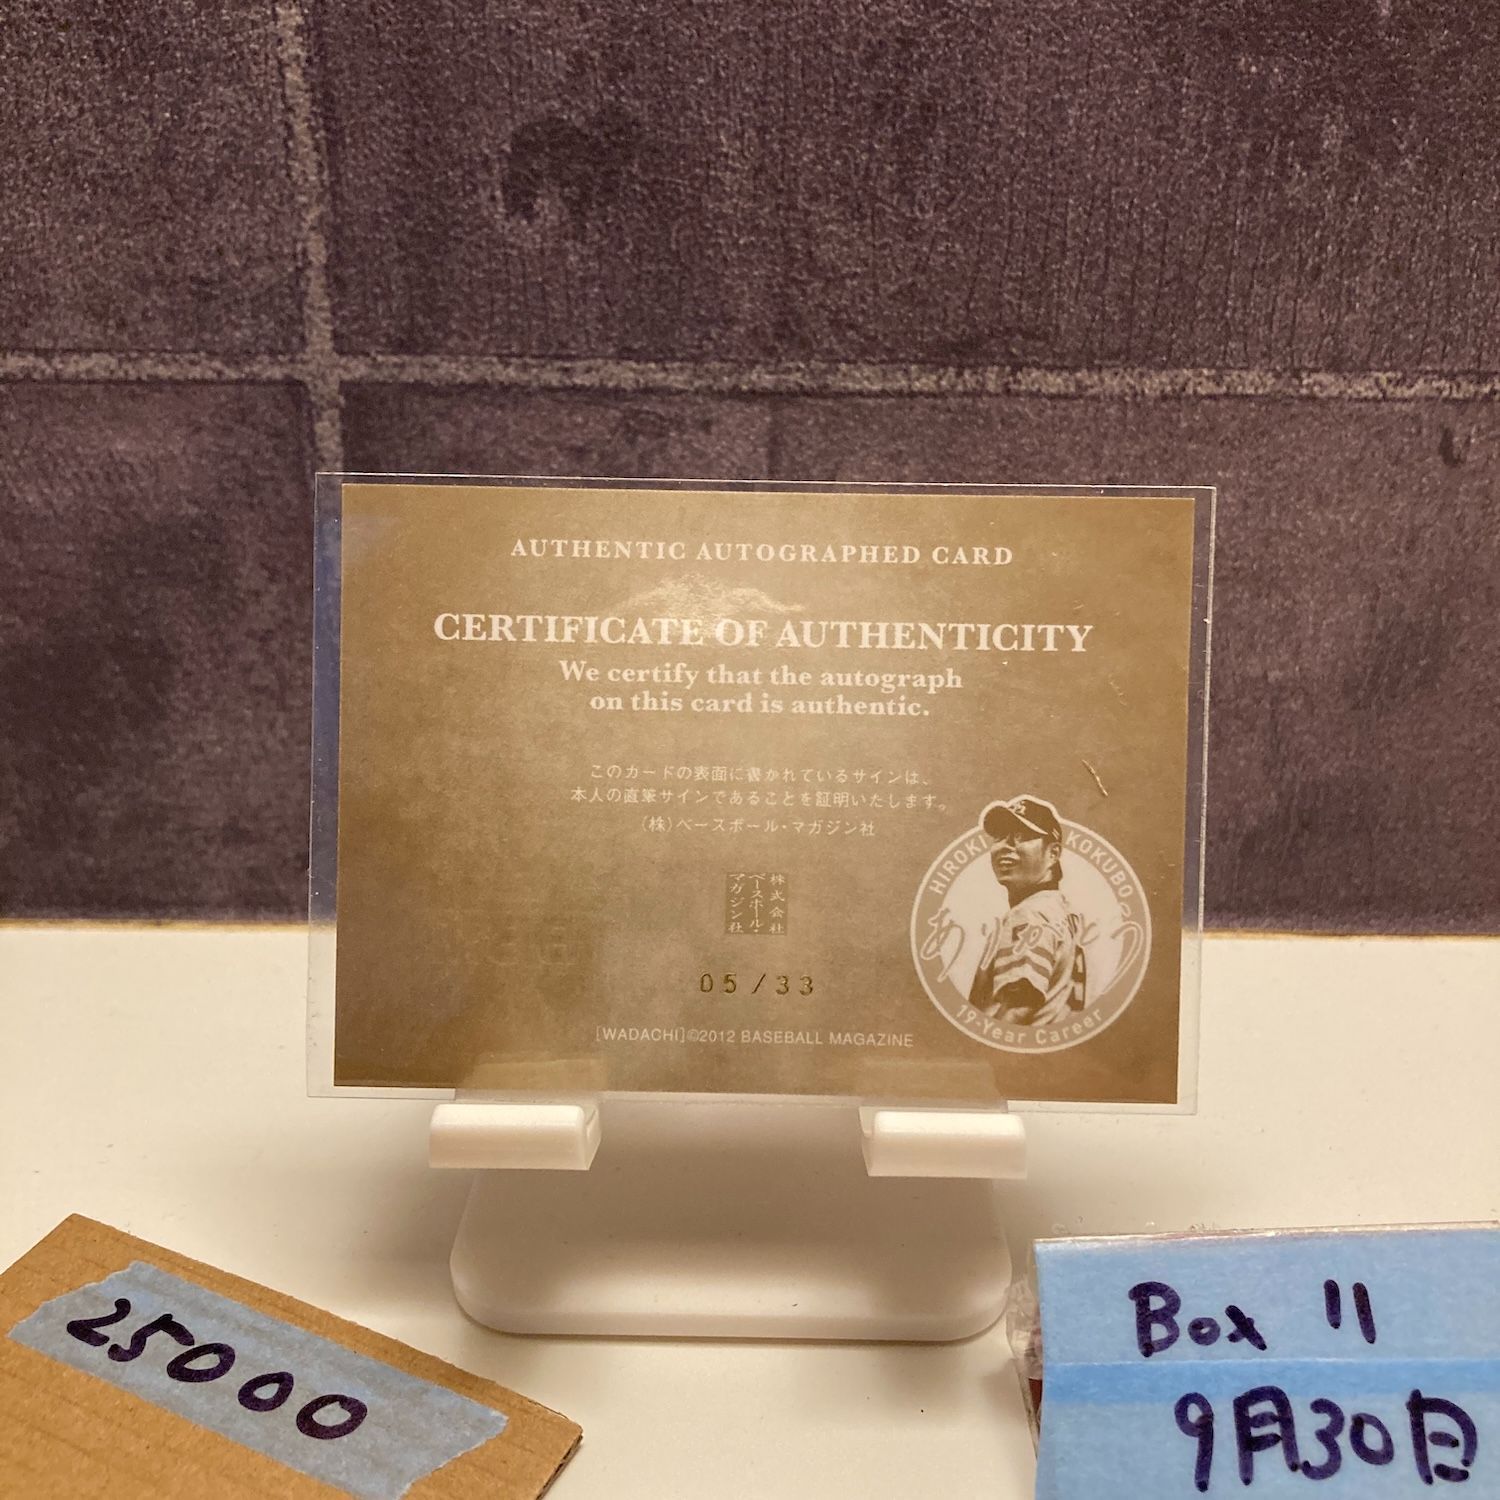 AUTHENTIC AUTOGRAPHED CARD
CERTIFICATE OF AUTHENTICITY
We certify that the autograph
on this card is authentic.
このカードの表面に書かれているサインは、
本人の直筆サインであることを証明いたします。
(株)ベースボール・マガジン社
株式会社
ベースボール・
マガジン社
05/33
[WADACHI]©2012 BASEBALL MAGAZINE
HIROKI KOKUBO
19-Year Career
25000
Box 11
9月30日